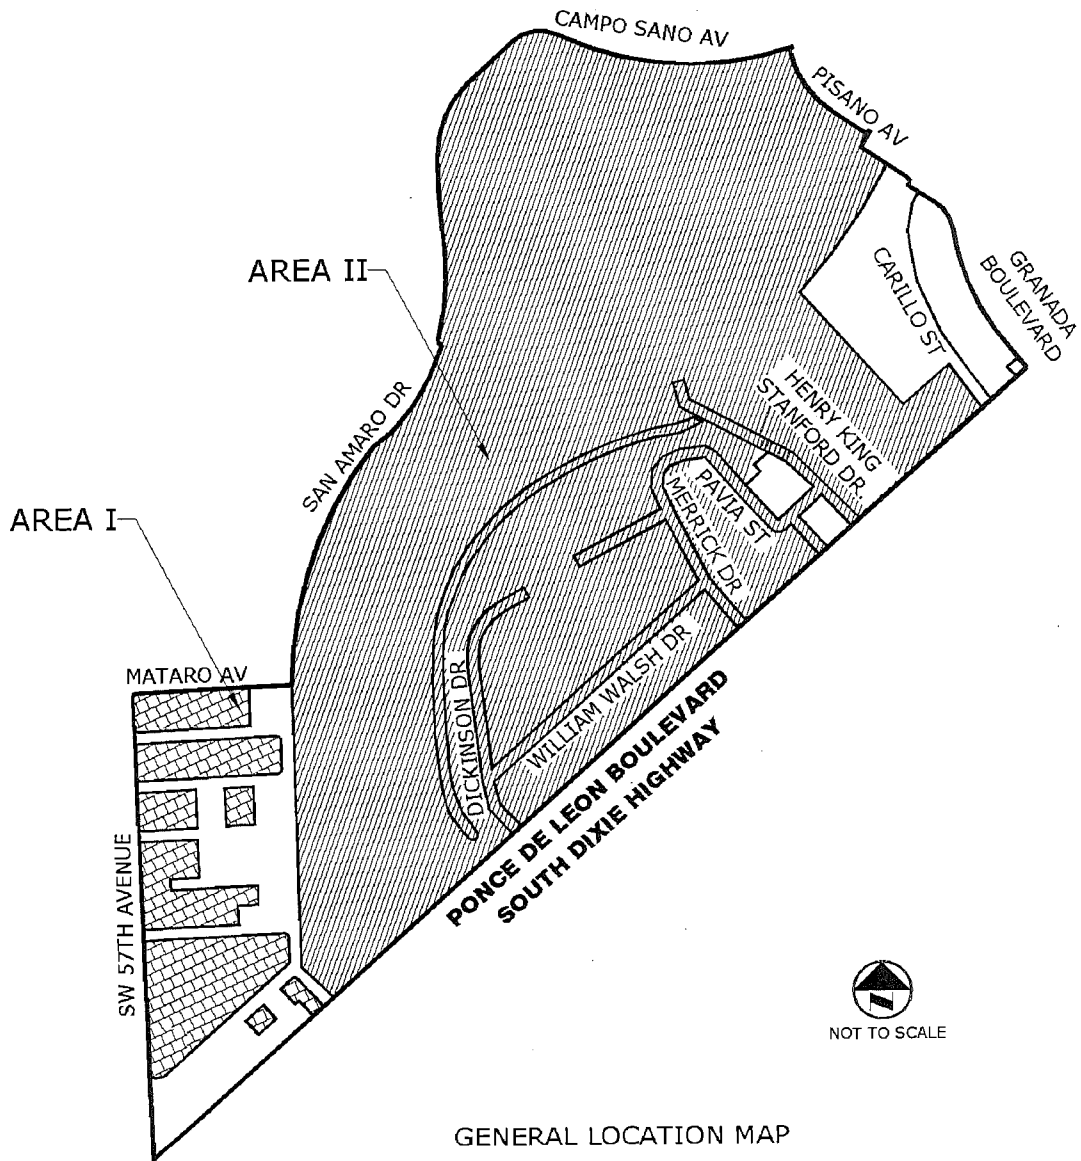 CAMPO SANO AV
PISANO AV
AREA II
CARILLO ST
GRANADA
BOULEVARD
SAN AMARO DR
HENRY KING
STANFORD DR.
AREA I
PAVIA ST
MERRICK DR
MATARO AV
DICKINSON DR
WILLIAM WALSH DR
PONCE DE LEON BOULEVARD
SOUTH DIXIE HIGHWAY
SW 57TH AVENUE
NOT TO SCALE
GENERAL LOCATION MAP